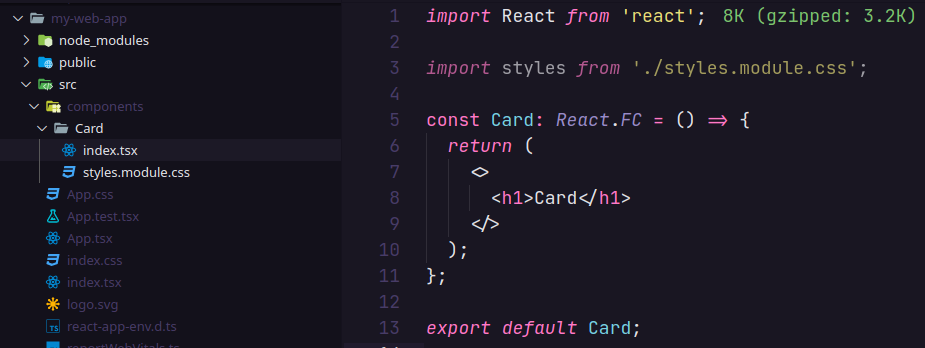 my-web-app
node_modules
public
src
components
Card
index.tsx
styles.module.css
App.css
App.test.tsx
App.tsx
index.css
index.tsx
logo.svg
TS react-app-env.d.ts
reportWebVitals.ts
1 import React from 'react'; 8K (gzipped: 3.2K)
2
3 import styles from './styles.module.css';
4
5 const Card: React.FC = () => {
6 return (
7 <>
8 <h1>Card</h1>
9 </>
10 );
11 };
12
13 export default Card;